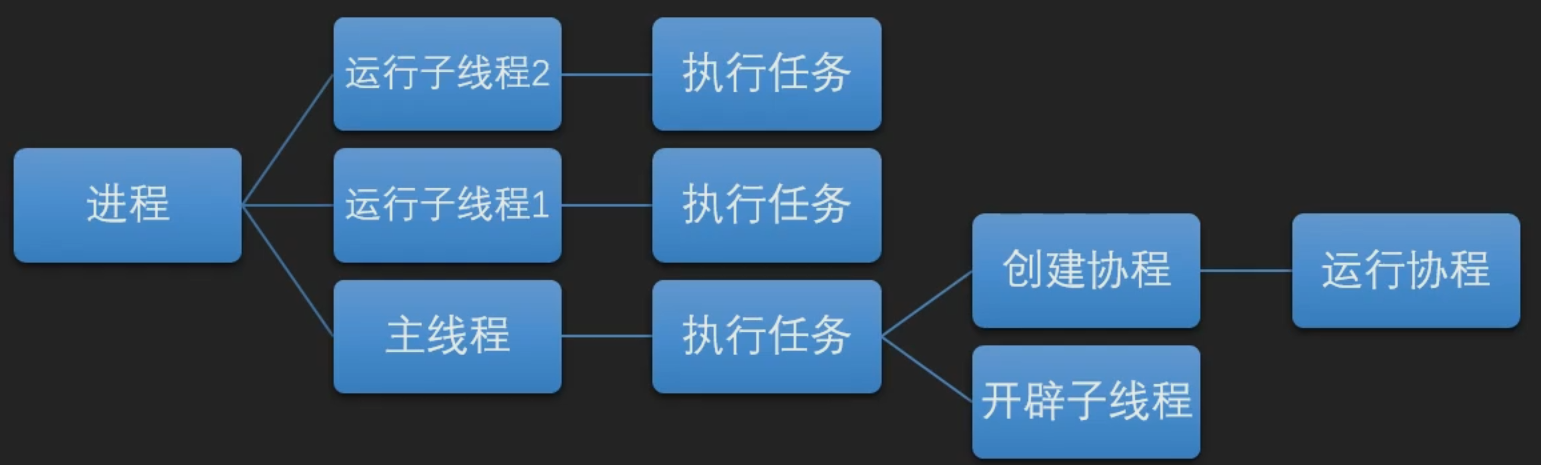 运行子线程2
执行任务
进程
运行子线程1
执行任务
主线程
执行任务
创建协程
运行协程
开辟子线程